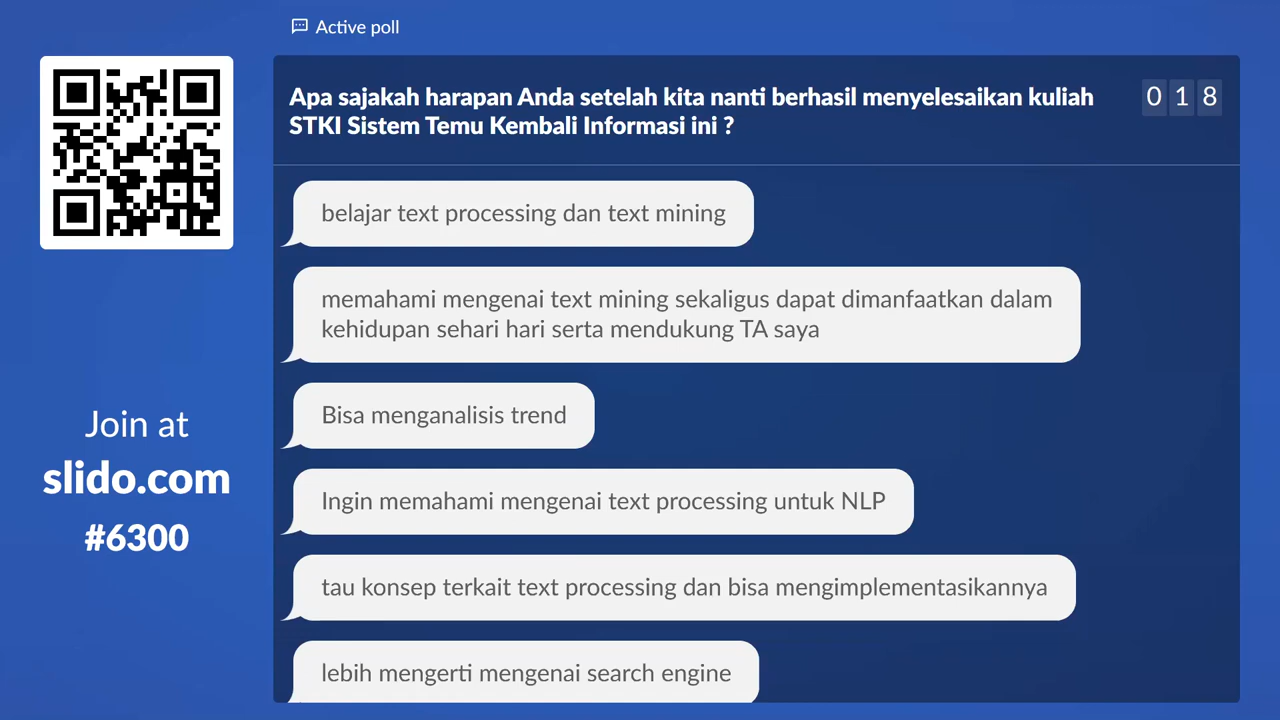 Active poll
Apa sajakah harapan Anda setelah kita nanti berhasil menyelesaikan kuliah
STKI Sistem Temu Kembali Informasi ini ?
018
belajar text processing dan text mining
memahami mengenai text mining sekaligus dapat dimanfaatkan dalam
kehidupan sehari hari serta mendukung TA saya
Bisa menganalisis trend
Ingin memahami mengenai text processing untuk NLP
tau konsep terkait text processing dan bisa mengimplementasikannya
lebih mengerti mengenai search engine
Join at
slido.com
#6300